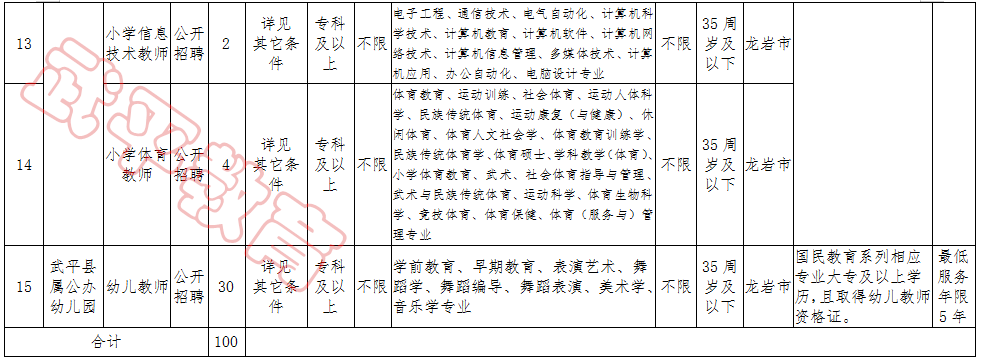 13
小学信息
技术教师
公开
招聘
2
详见
其它条
件
专科
及以
上
不限
电子工程、通信技术、电气自动化、计算机科
学技术、计算机教育、计算机软件、计算机网
络技术、计算机信息管理、多媒体技术、计算
机应用、办公自动化、电脑设计专业
不限
35 周
岁及
以下
龙岩市
14
小学体育
教师
公开
招聘
4
详见
其它条
件
专科
及以
上
不限
体育教育、运动训练、社会体育、运动人体科
学、民族传统体育、运动康复（与健康）、休
闲体育、体育人文社会学、体育教育训练学、
民族传统体育学、体育硕士、学科教学（体育）、
小学体育教育、武术、社会体育指导与管理、
武术与民族传统体育、运动科学、体育生物科
学、竞技体育、体育保健、体育（服务与）管
理专业
不限
35 周
岁及
以下
龙岩市
15
武平县
属公办
幼儿园
幼儿教师
公开
招聘
30
详见
其它条
件
专科
及以
上
不限
学前教育、早期教育、表演艺术、舞
蹈学、舞蹈编导、舞蹈表演、美术学、
音乐学专业
不限
35 周
岁及
以下
龙岩市
国民教育系列相应
专业大专及以上学
历，且取得幼儿教师
资格证。
最低
服务
年限
5 年
合计
100
武平教育